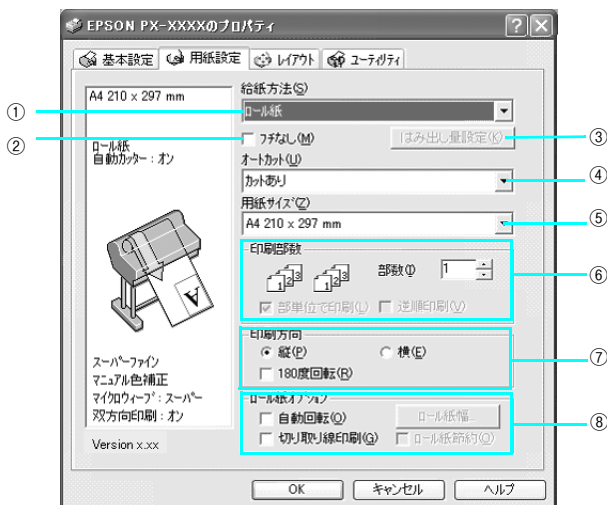 EPSON PX-XXXXのプロパティ
基本設定 用紙設定 レイアウト ユーティリティ
A4 210 x 297 mm
ロール紙
自動カッター：オン
A
スーパーファイン
マニュアル色補正
マイクロウィーブ：スーパー
双方向印刷：オン
Version x.xx
給紙方法(S)
① ロール紙
② フチなし(M) はみ出し量設定(K) ③
オートカット(U)
カットあり ④
用紙サイズ(Z)
A4 210 x 297 mm ⑤
印刷部数
1 2 3 1 2 3 部数(I) 1 ⑥
部単位で印刷(L) 逆順印刷(V)
印刷方向
縦(P) 横(E) ⑦
180度回転(R)
ロール紙オプション
自動回転(O) ロール紙幅... ⑧
切り取り線印刷(G) ロール紙節約(Q)
OK キャンセル ヘルプ